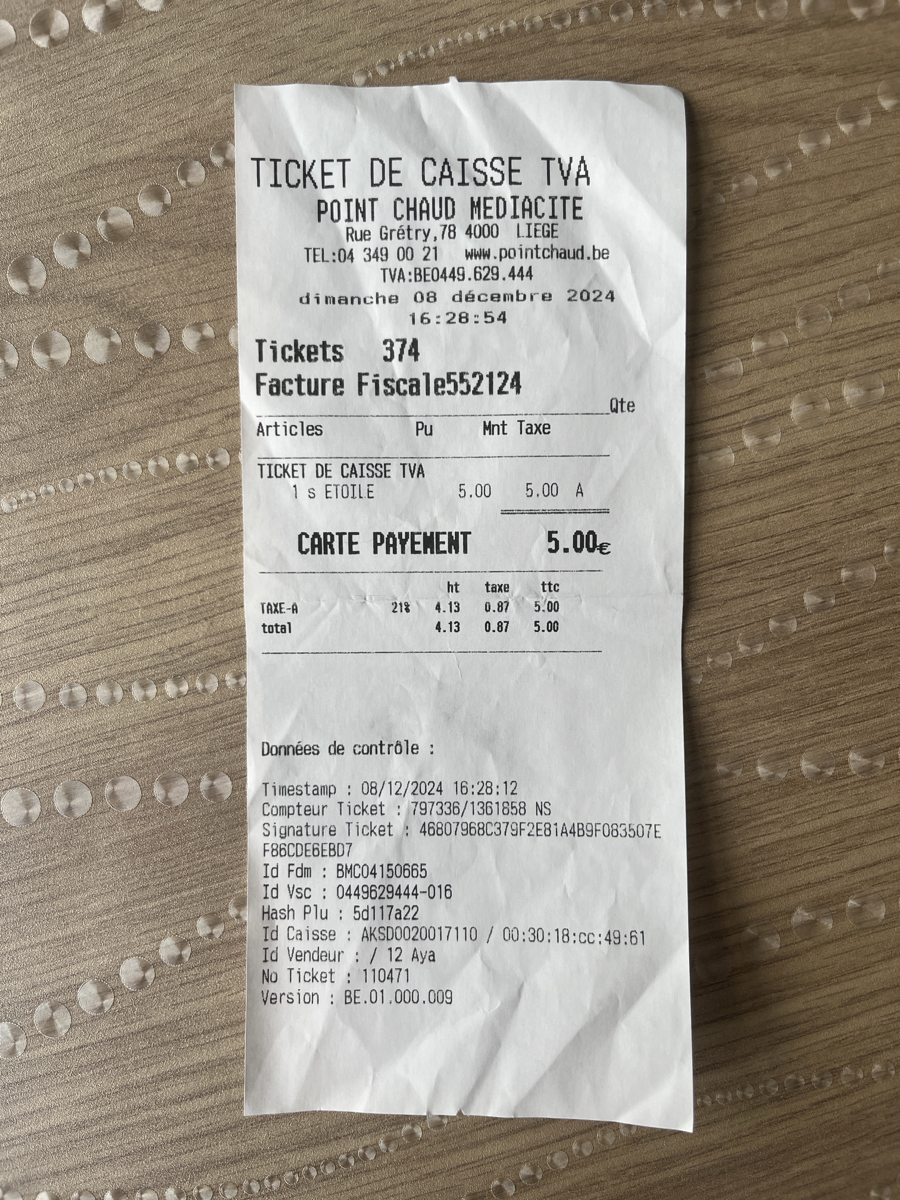 TICKET DE CAISSE TVA
POINT CHAUD MEDIACITE
Rue Grétry,78 4000 LIEGE
TEL:04 349 00 21 www.pointchaud.be
TVA:BE0449.629.444
dimanche 08 décembre 2024
16:28:54
Tickets 374
Facture Fiscale552124
Qte
Articles Pu Mnt Taxe
TICKET DE CAISSE TVA
1 s ETOILE 5.00 5.00 A
CARTE PAYEMENT 5.00€
ht taxe ttc
TAXE-A 21% 4.13 0.87 5.00
total 4.13 0.87 5.00
Données de contrôle :
Timestamp : 08/12/2024 16:28:12
Compteur Ticket : 797336/1361858 NS
Signature Ticket : 46807968C379F2E81A4B9F083507E
F86CDE6EBD7
Id Fdm : BMC04150665
Id Vsc : 0449629444-016
Hash Plu : 5d117a22
Id Caisse : AKSD0020017110 / 00:30:18:cc:49:61
Id Vendeur : / 12 Aya
No Ticket : 110471
Version : BE.01.000.009